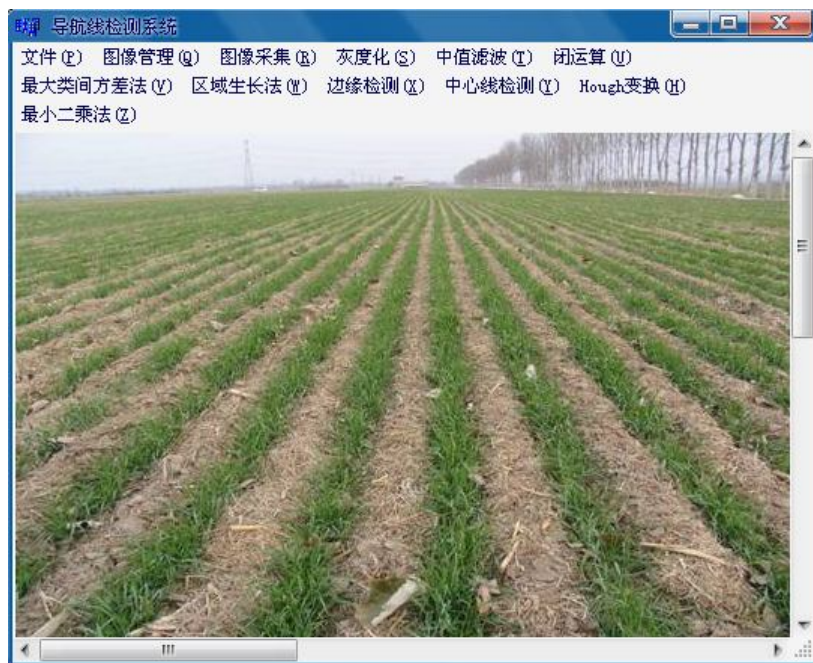 导航线检测系统
文件(P) 图像管理(Q) 图像采集(R) 灰度化(S) 中值滤波(T) 闭运算(U)
最大类间方差法(V) 区域生长法(W) 边缘检测(X) 中心线检测(Y) Hough变换(H)
最小二乘法(Z)